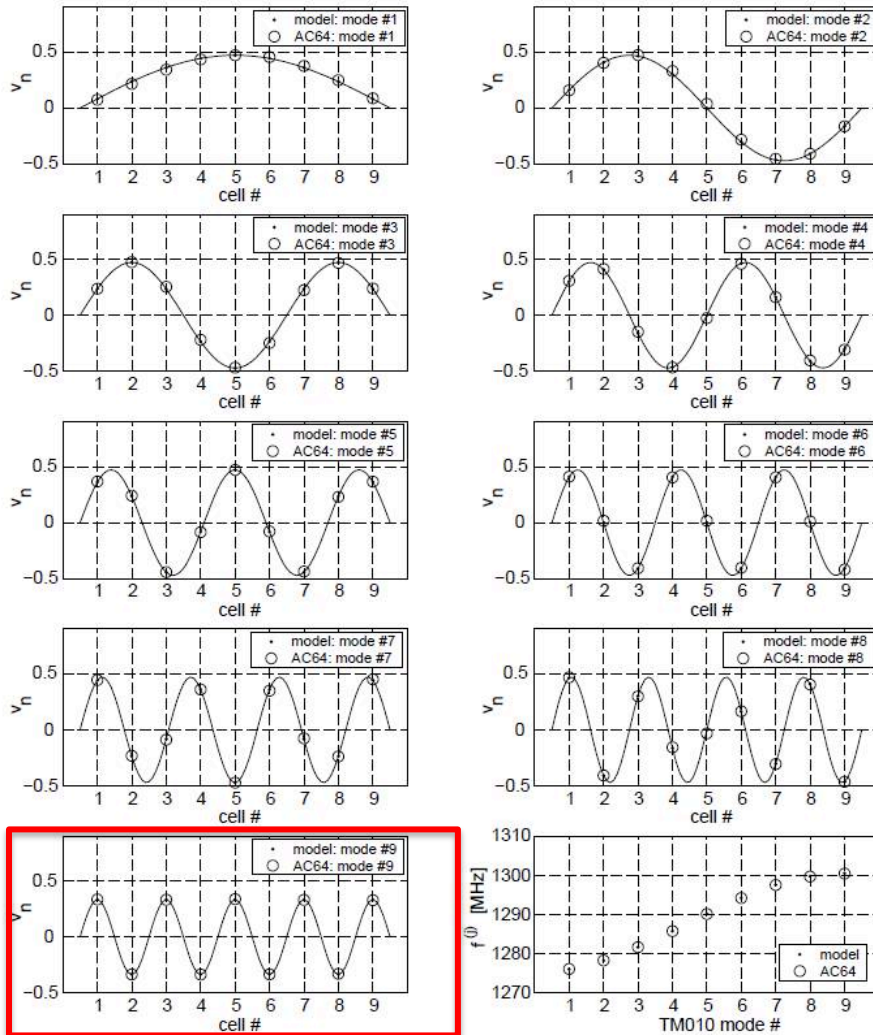 model: mode #1
AC64: mode #1
v_n
0.5
0
−0.5
1 2 3 4 5 6 7 8 9
cell #
model: mode #2
AC64: mode #2
v_n
0.5
0
−0.5
1 2 3 4 5 6 7 8 9
cell #
model: mode #3
AC64: mode #3
v_n
0.5
0
−0.5
1 2 3 4 5 6 7 8 9
cell #
model: mode #4
AC64: mode #4
v_n
0.5
0
−0.5
1 2 3 4 5 6 7 8 9
cell #
model: mode #5
AC64: mode #5
v_n
0.5
0
−0.5
1 2 3 4 5 6 7 8 9
cell #
model: mode #6
AC64: mode #6
v_n
0.5
0
−0.5
1 2 3 4 5 6 7 8 9
cell #
model: mode #7
AC64: mode #7
v_n
0.5
0
−0.5
1 2 3 4 5 6 7 8 9
cell #
model: mode #8
AC64: mode #8
v_n
0.5
0
−0.5
1 2 3 4 5 6 7 8 9
cell #
model: mode #9
AC64: mode #9
v_n
0.5
0
−0.5
1 2 3 4 5 6 7 8 9
cell #
f^(j) [MHz]
1310
1300
1290
1280
1270
model
AC64
1 2 3 4 5 6 7 8 9
TM010 mode #